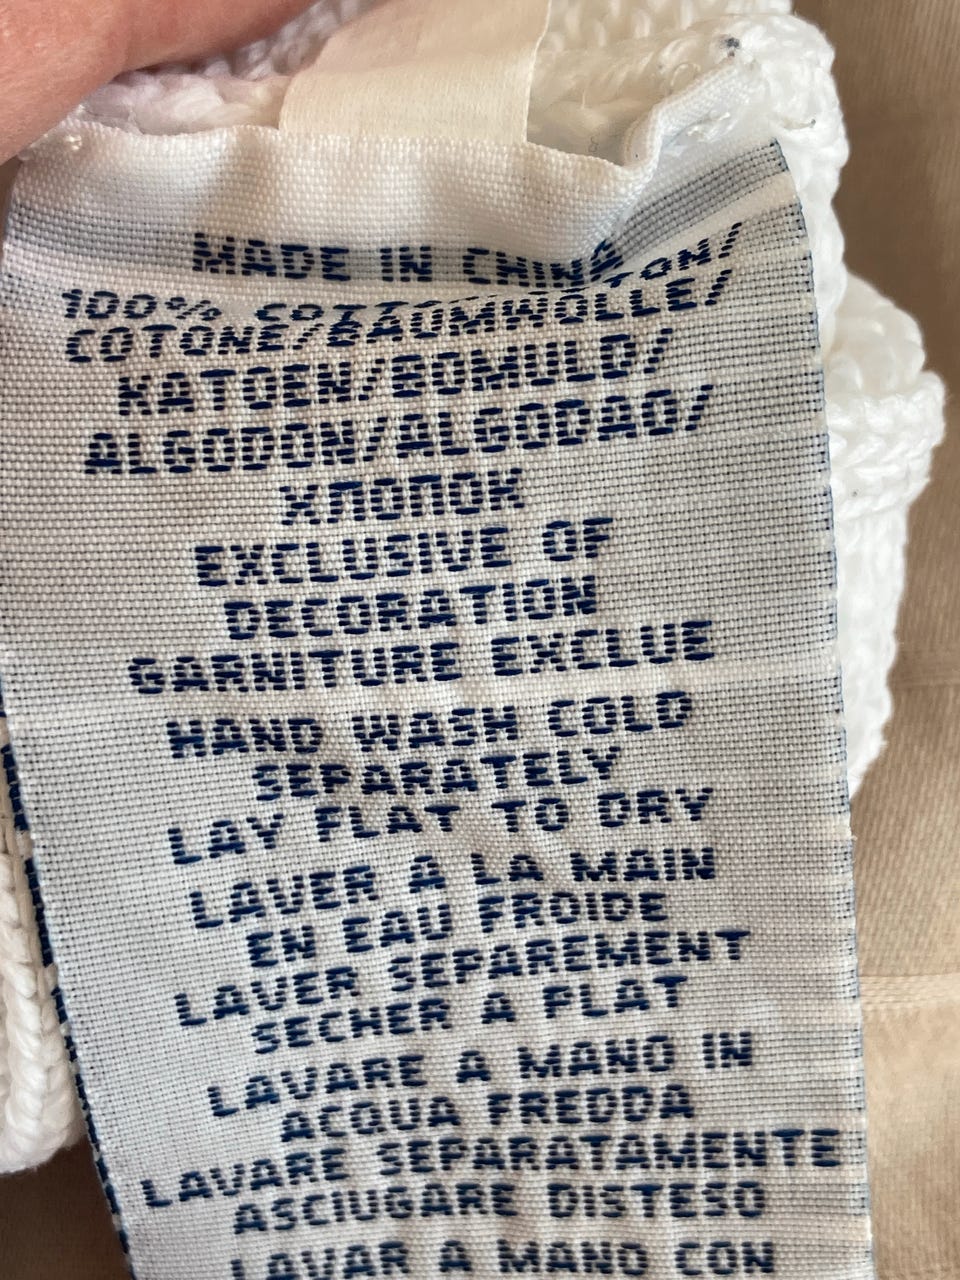 MADE IN CHINA
100% COTTON/
COTONE/BAUMWOLLE/
KATOEN/BOMULD/
ALGODON/ALGODAO/
ХЛОПОК
EXCLUSIVE OF
DECORATION
GARNITURE EXCLUE
HAND WASH COLD
SEPARATELY
LAY FLAT TO DRY
LAVER A LA MAIN
EN EAU FROIDE
LAVER SEPAREMENT
SECHER A PLAT
LAVARE A MANO IN
ACQUA FREDDA
LAVARE SEPARATAMENTE
ASCIUGARE DISTESO
LAVAR A MANO CON